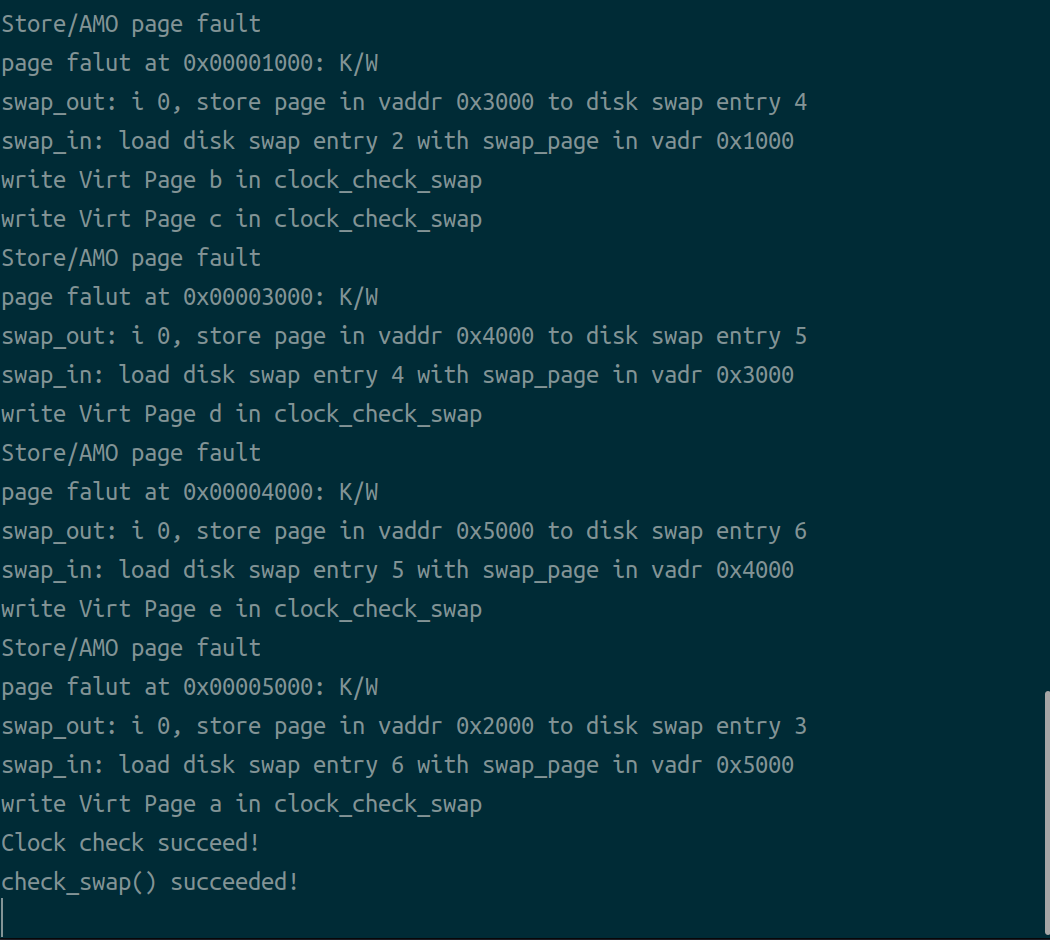 Store/AMO page fault
page falut at 0x00001000: K/W
swap_out: i 0, store page in vaddr 0x3000 to disk swap entry 4
swap_in: load disk swap entry 2 with swap_page in vadr 0x1000
write Virt Page b in clock_check_swap
write Virt Page c in clock_check_swap
Store/AMO page fault
page falut at 0x00003000: K/W
swap_out: i 0, store page in vaddr 0x4000 to disk swap entry 5
swap_in: load disk swap entry 4 with swap_page in vadr 0x3000
write Virt Page d in clock_check_swap
Store/AMO page fault
page falut at 0x00004000: K/W
swap_out: i 0, store page in vaddr 0x5000 to disk swap entry 6
swap_in: load disk swap entry 5 with swap_page in vadr 0x4000
write Virt Page e in clock_check_swap
Store/AMO page fault
page falut at 0x00005000: K/W
swap_out: i 0, store page in vaddr 0x2000 to disk swap entry 3
swap_in: load disk swap entry 6 with swap_page in vadr 0x5000
write Virt Page a in clock_check_swap
Clock check succeed!
check_swap() succeeded!